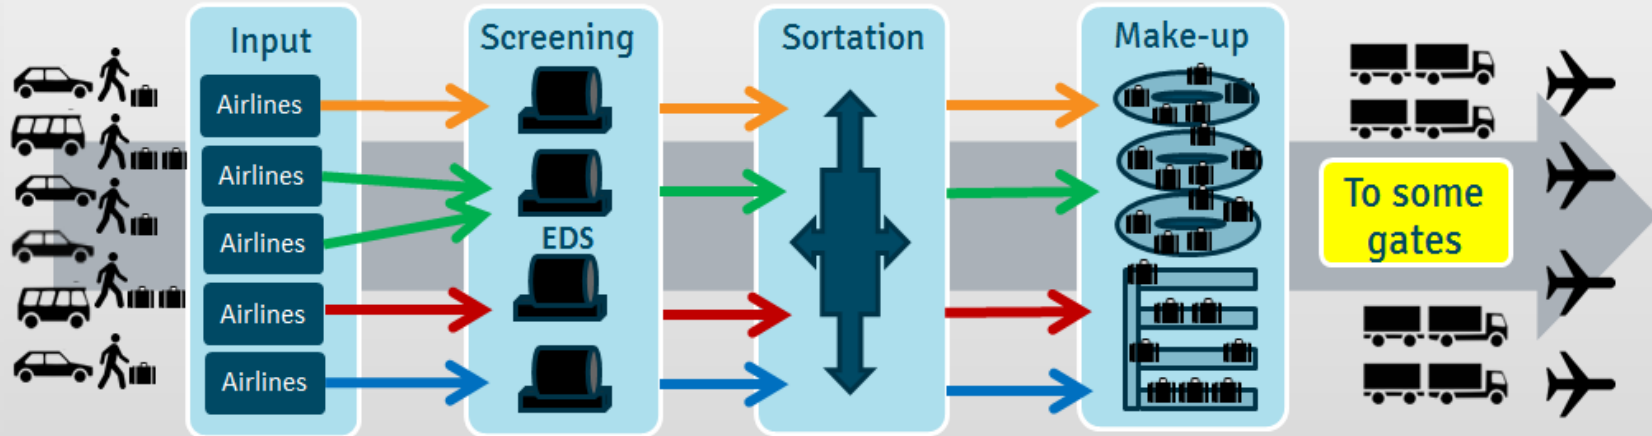 Input
Airlines
Airlines
Airlines
Airlines
Airlines
Screening
EDS
Sortation
Make-up
To some
gates